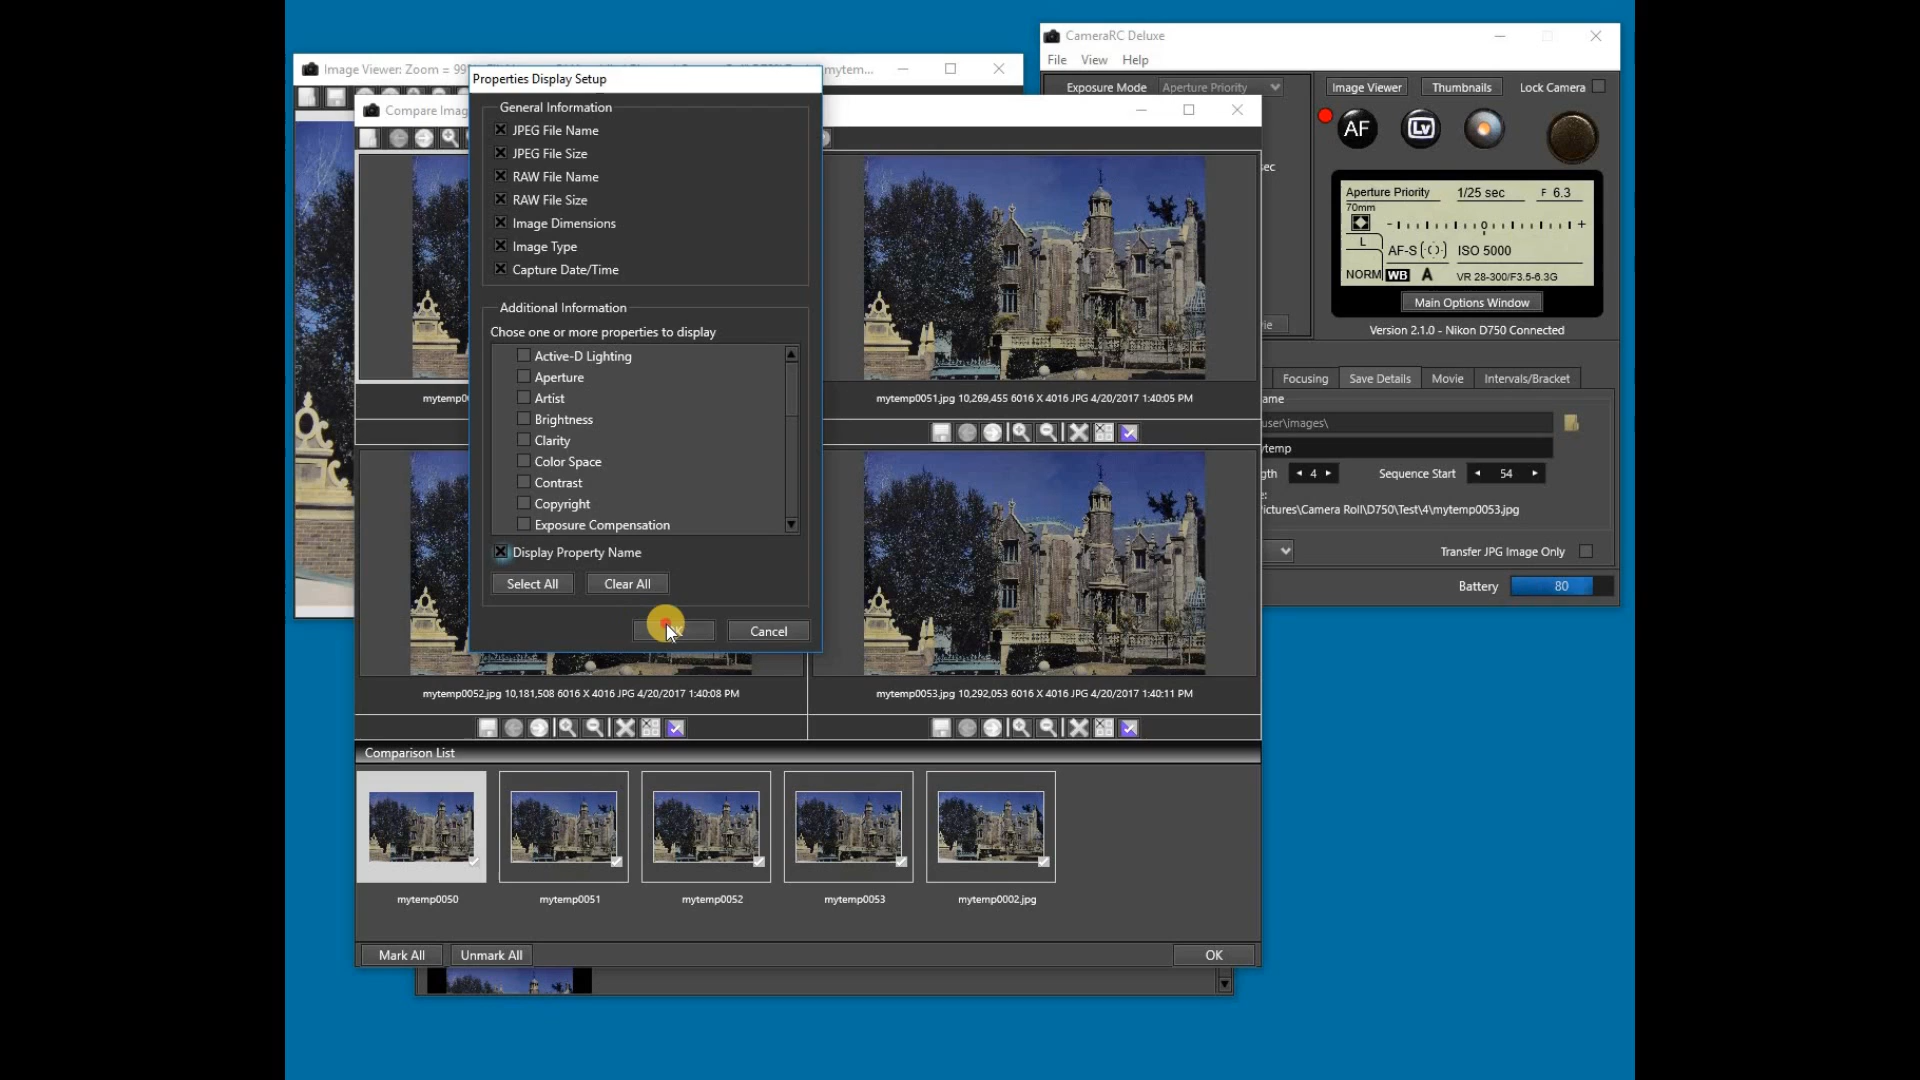 CameraRC Deluxe
File View Help
Image Viewer: Zoom = 99
mytem...
Properties Display Setup
Compare Imag
General Information
JPEG File Name
JPEG File Size
RAW File Name
RAW File Size
Image Dimensions
Image Type
Capture Date/Time
Additional Information
Chose one or more properties to display
Active-D Lighting
Aperture
Artist
Brightness
Clarity
Color Space
Contrast
Copyright
Exposure Compensation
Display Property Name
Select All Clear All
Cancel
Exposure Mode Aperture Priority
Image Viewer Thumbnails Lock Camera
AF Lv
sec
Aperture Priority 1/25 sec F 6.3
70mm
- +
L
AF-S ISO 5000
NORM WB A VR 28-300/F3.5-6.3G
Main Options Window
Version 2.1.0 - Nikon D750 Connected
Focusing Save Details Movie Intervals/Bracket
ame
user\images\
ytemp
gth 4 Sequence Start 54
ictures\Camera Roll\D750\Test\4\mytemp0053.jpg
Transfer JPG Image Only
Battery 80
mytemp0
mytemp0051.jpg 10,269,455 6016 X 4016 JPG 4/20/2017 1:40:05 PM
mytemp0052.jpg 10,181,508 6016 X 4016 JPG 4/20/2017 1:40:08 PM
mytemp0053.jpg 10,292,053 6016 X 4016 JPG 4/20/2017 1:40:11 PM
Comparison List
mytemp0050 mytemp0051 mytemp0052 mytemp0053 mytemp0002.jpg
Mark All Unmark All OK